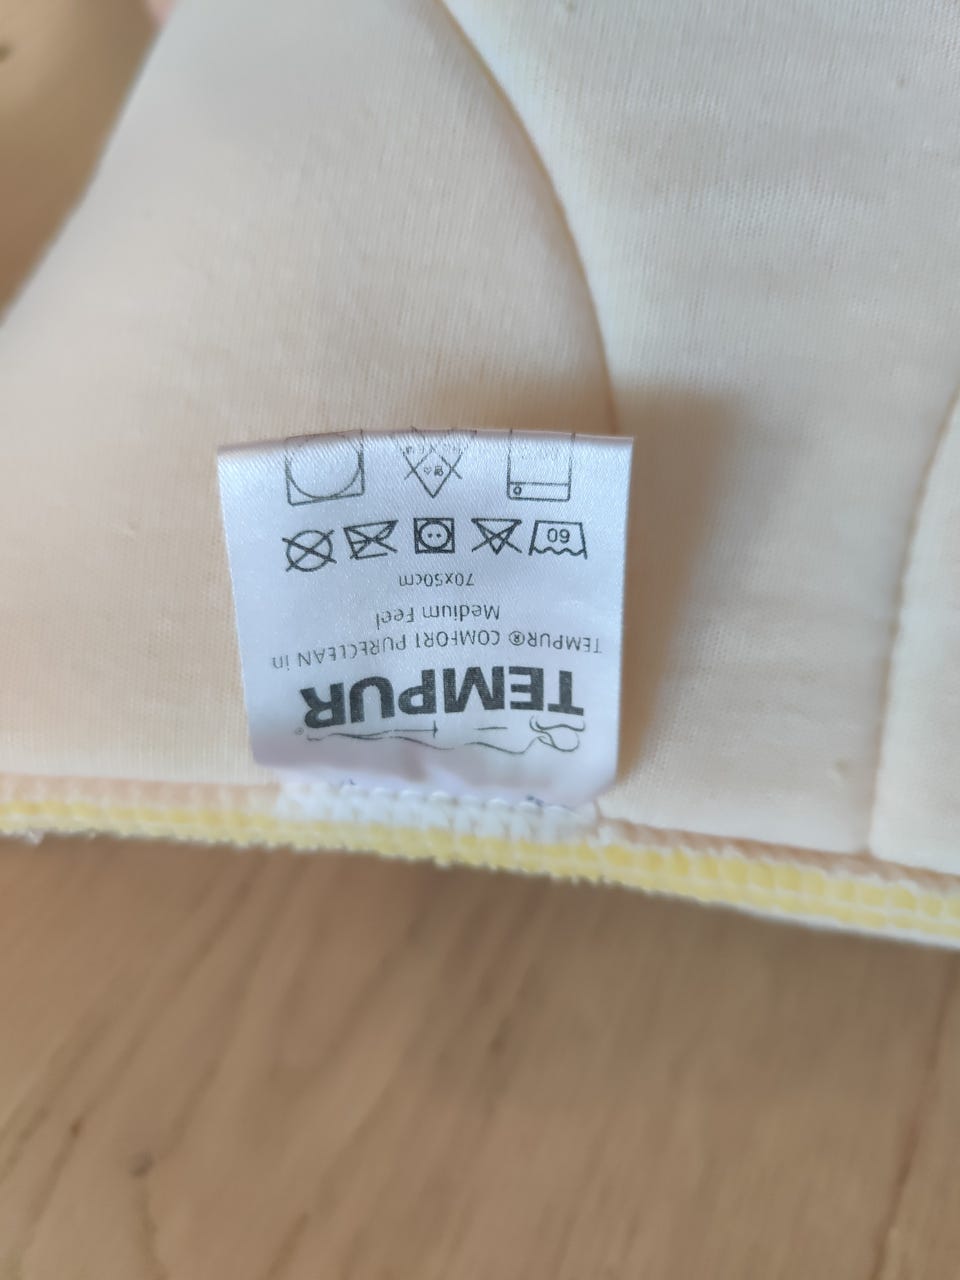 TEMPUR®
TEMPUR® COMFORT PURECLEAN in
Medium Feel
70x50cm
60